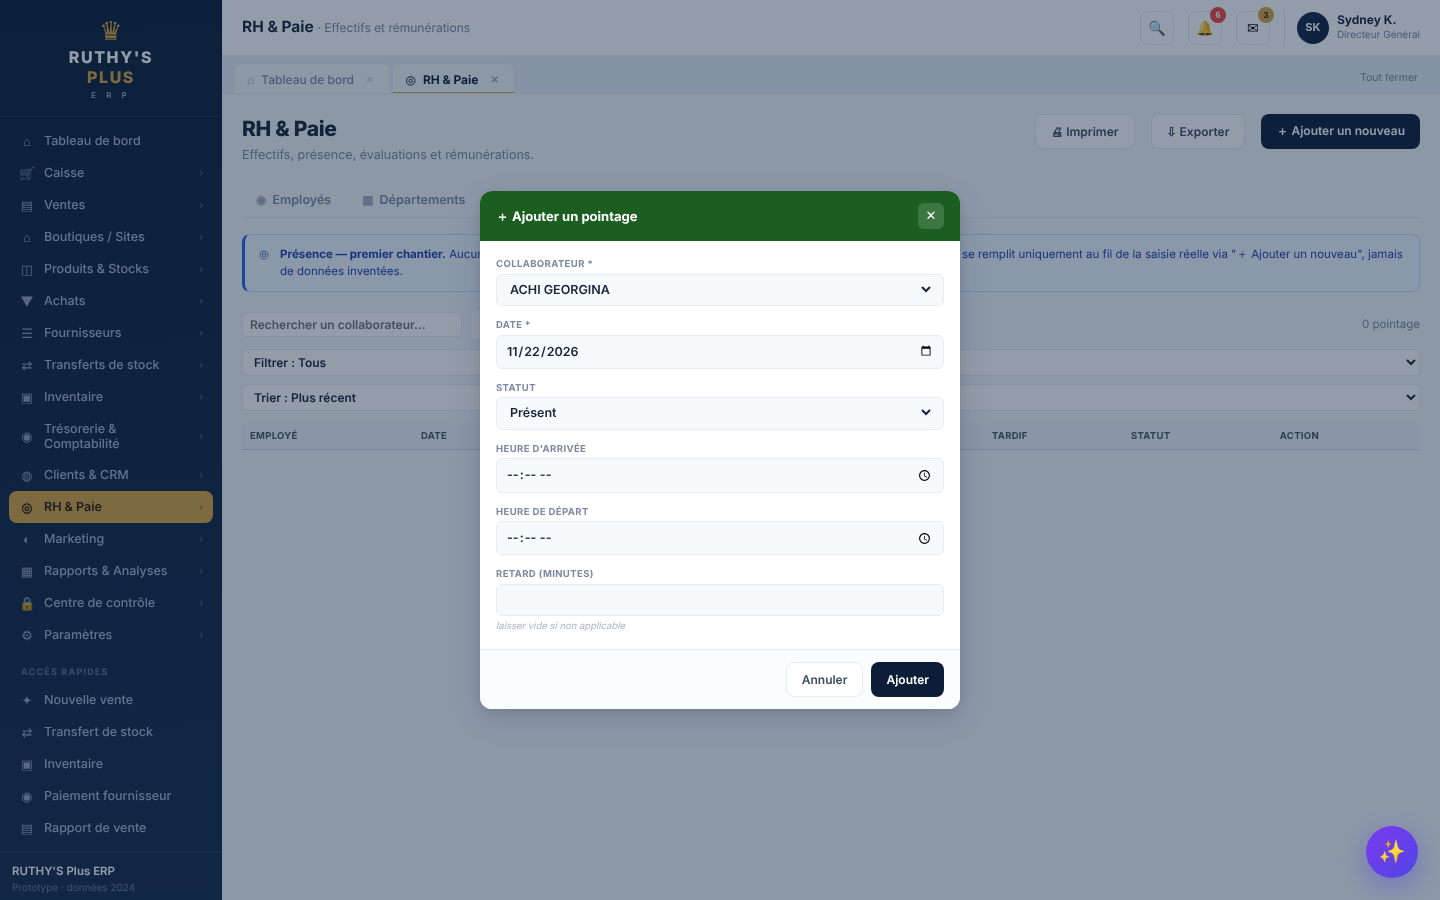 RUTHY'S
PLUS
ERP
Tableau de bord
Caisse
Ventes
Boutiques / Sites
Produits & Stocks
Achats
Fournisseurs
Transferts de stock
Inventaire
Trésorerie &
Comptabilité
Clients & CRM
RH & Paie
Marketing
Rapports & Analyses
Centre de contrôle
Paramètres
ACCÈS RAPIDES
Nouvelle vente
Transfert de stock
Inventaire
Paiement fournisseur
Rapport de vente
RUTHY'S Plus ERP
Prototype · données 2024
RH & Paie · Effectifs et rémunérations
6
3
SK
Sydney K.
Directeur Général
Tableau de bord ×
RH & Paie ×
Tout fermer
RH & Paie
Effectifs, présence, évaluations et rémunérations.
Imprimer
Exporter
+ Ajouter un nouveau
Employés
Départements
Présence — premier chantier. Aucun
se remplit uniquement au fil de la saisie réelle via "+ Ajouter un nouveau", jamais
de données inventées.
Rechercher un collaborateur...
0 pointage
Filtrer : Tous
Trier : Plus récent
EMPLOYÉ DATE TARDIF STATUT ACTION
+ Ajouter un pointage
×
COLLABORATEUR *
ACHI GEORGINA
DATE *
11/22/2026
STATUT
Présent
HEURE D'ARRIVÉE
--:-- --
HEURE DE DÉPART
--:-- --
RETARD (MINUTES)
laisser vide si non applicable
Annuler
Ajouter